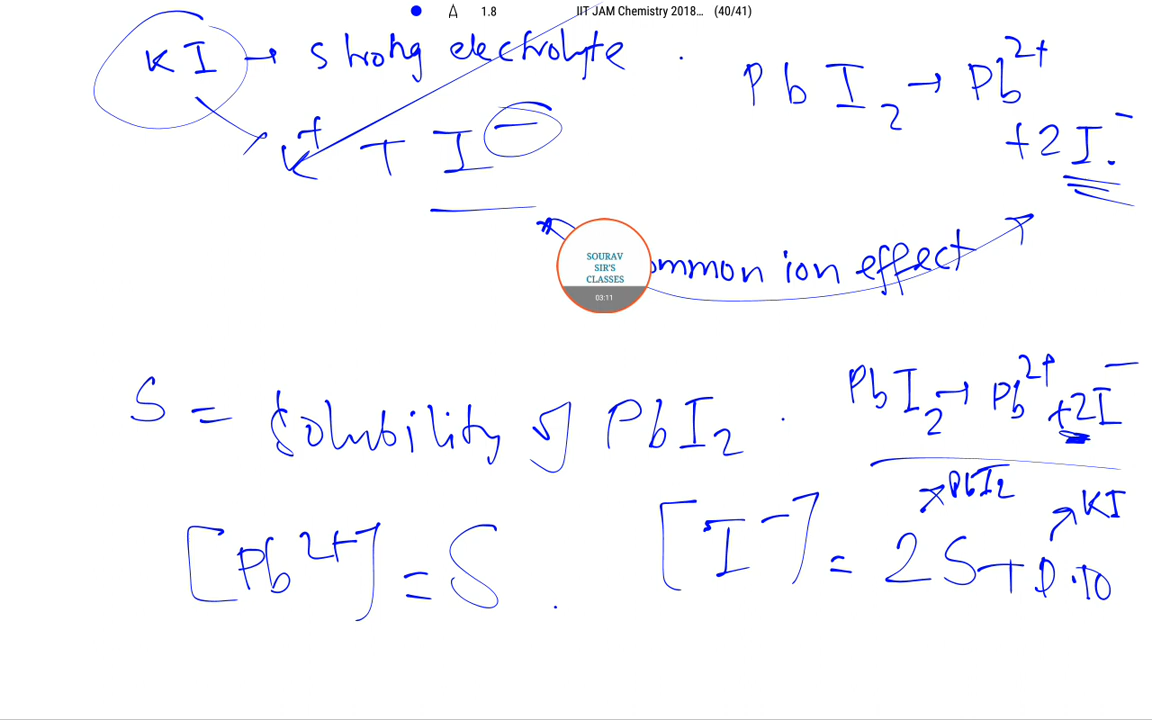 A 1.8 IIT JAM Chemistry 2018... (40/41)
KI → strong electrolyte .
PbI₂ → Pb²⁺
+2I⁻.
+ I⁻
SOURAV
SIR'S
CLASSES
03:11
ommon ion effect
S = Solubility of PbI₂ .
PbI₂ → Pb²⁺ +2I⁻
PbI₂
KI
[Pb²⁺] = S .
[I⁻] = 2S + 0.10